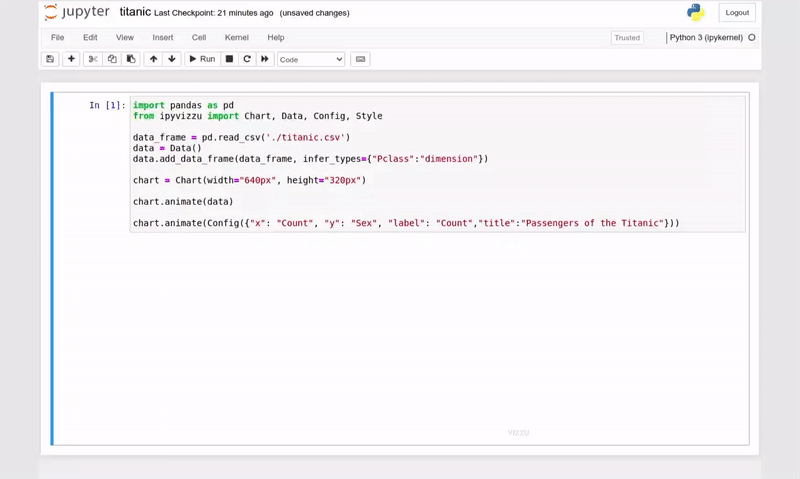 jupyter titanic Last Checkpoint: 21 minutes ago (unsaved changes) Logout
File Edit View Insert Cell Kernel Help Trusted Python 3 (ipykernel)
Run Code
In [1]: import pandas as pd
from ipyvizzu import Chart, Data, Config, Style
data_frame = pd.read_csv('./titanic.csv')
data = Data()
data.add_data_frame(data_frame, infer_types={"Pclass":"dimension"})
chart = Chart(width="640px", height="320px")
chart.animate(data)
chart.animate(Config({"x": "Count", "y": "Sex", "label": "Count","title":"Passengers of the Titanic"}))
VIZZU